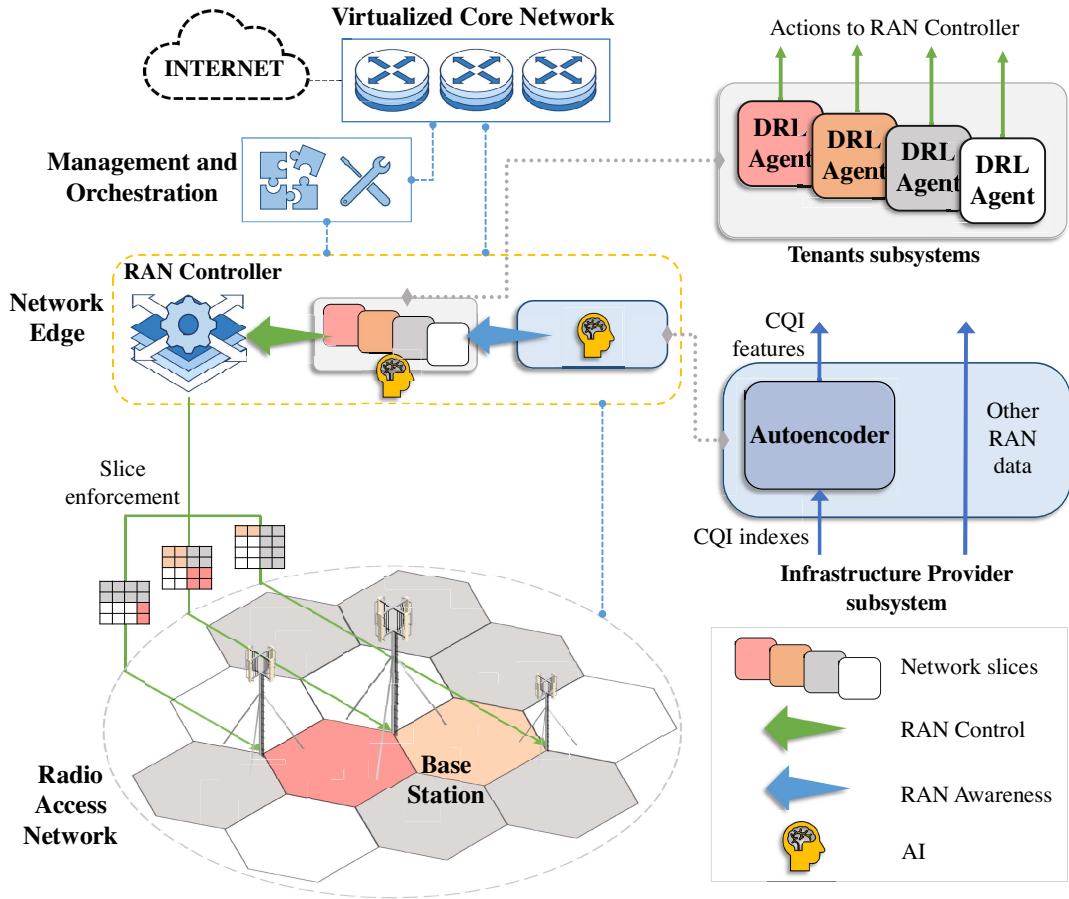 Virtualized Core Network
INTERNET
Management and
Orchestration
Actions to RAN Controller
DRL
Agent
DRL
Agent
DRL
Agent
DRL
Agent
Tenants subsystems
RAN Controller
Network
Edge
CQI
features
Autoencoder
Other
RAN
data
CQI indexes
Infrastructure Provider
subsystem
Slice
enforcement
Radio
Access
Network
Base
Station
Network slices
RAN Control
RAN Awareness
AI